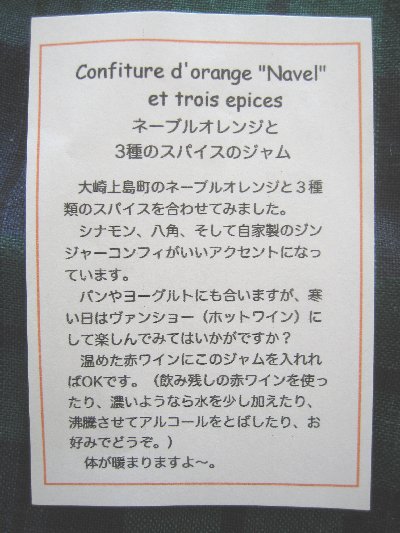 Confiture d'orange "Navel"
et trois epices
ネーブルオレンジと
3種のスパイスのジャム
大崎上島町のネーブルオレンジと３種
類のスパイスを合わせてみました。
シナモン、八角、そして自家製のジン
ジャーコンフィがいいアクセントになっ
ています。
パンやヨーグルトにも合いますが、寒
い日はヴァンショー（ホットワイン）に
して楽しんでみてはいかがですか？
温めた赤ワインにこのジャムを入れれ
ばOKです。（飲み残しの赤ワインを使っ
たり、濃いようなら水を少し加えたり、
沸騰させてアルコールをとばしたり、お
好みでどうぞ。）
体が暖まりますよ～。